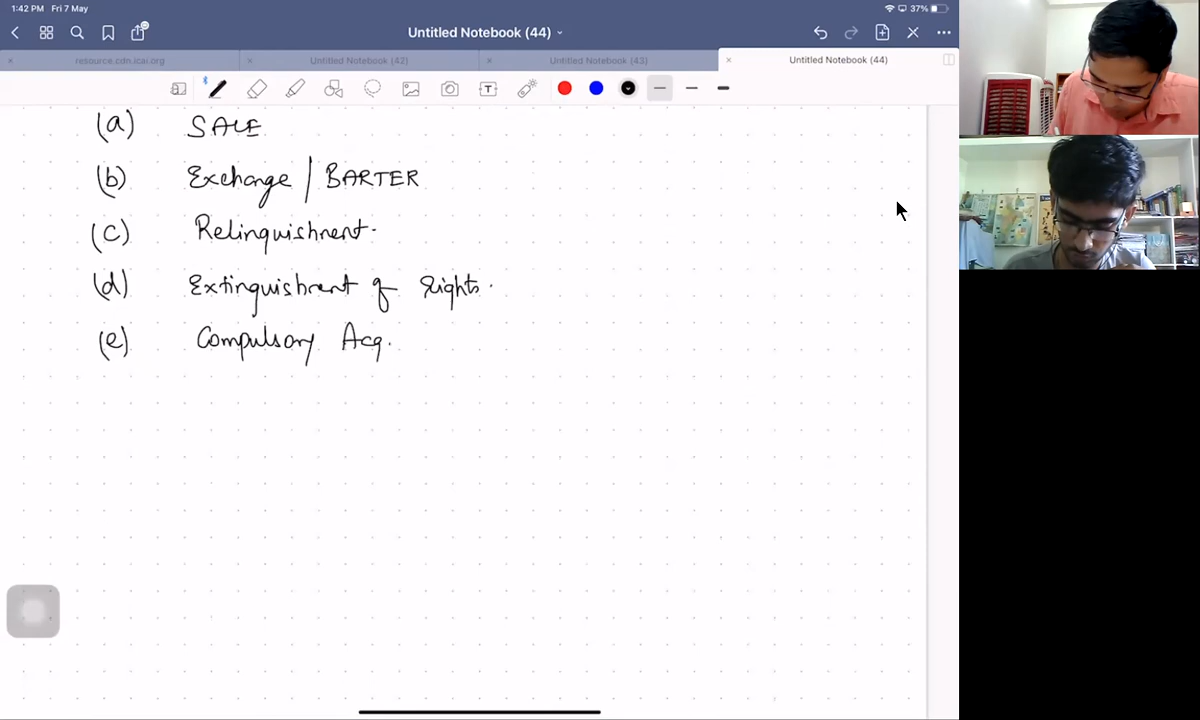 1:42 PM Fri 7 May
37%
Untitled Notebook (44)
resource.cdn.icai.org
Untitled Notebook (42)
Untitled Notebook (43)
Untitled Notebook (44)
T
(a) SALE
(b) Exchange / BARTER
(c) Relinquishment.
(d) Extinguishment of rights.
(e) Compulsory Acq.